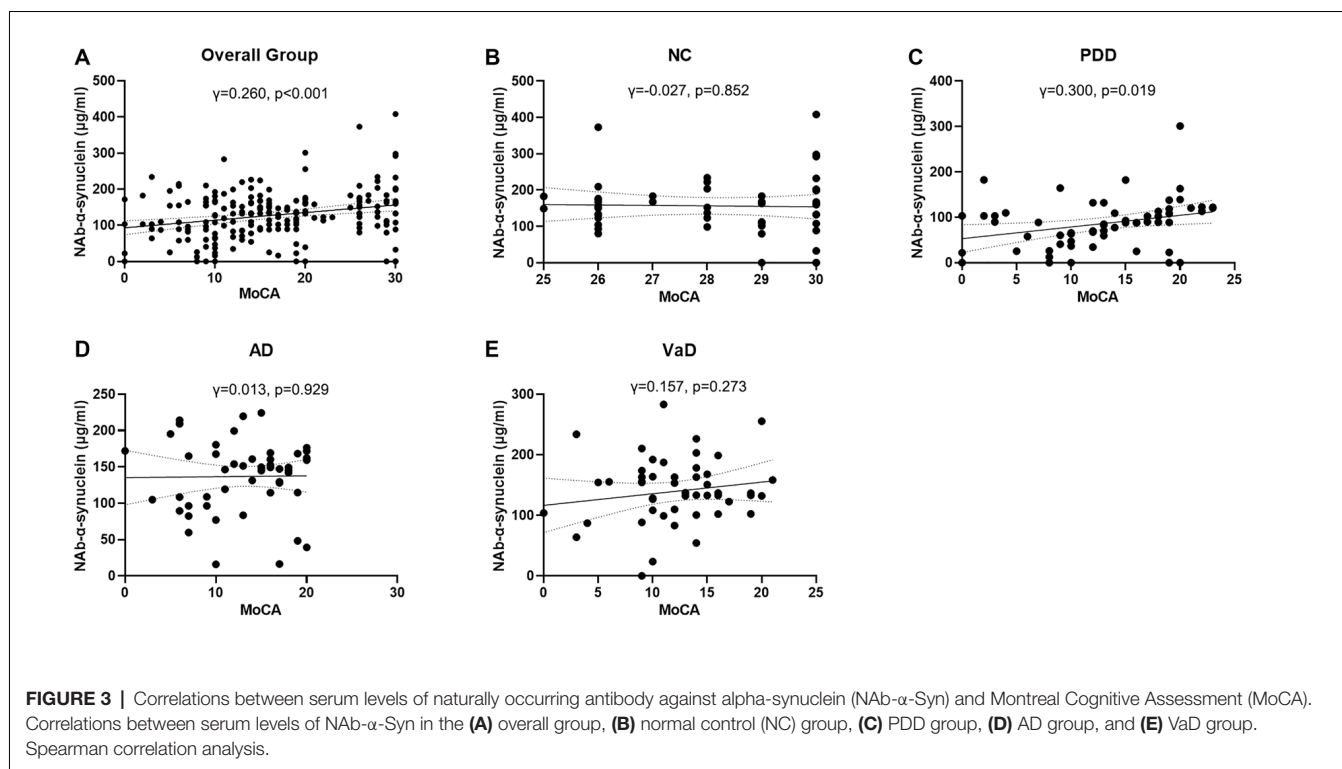 A
Overall Group
γ=0.260, p<0.001
NAb-α-synuclein (μg/ml)
500
400
300
200
100
0
0 10 20 30
MoCA
B
NC
γ=-0.027, p=0.852
NAb-α-synuclein (μg/ml)
500
400
300
200
100
0
25 26 27 28 29 30
MoCA
C
PDD
γ=0.300, p=0.019
NAb-α-synuclein (μg/ml)
400
300
200
100
0
0 5 10 15 20 25
MoCA
D
AD
γ=0.013, p=0.929
NAb-α-synuclein (μg/ml)
250
200
150
100
50
0
0 10 20 30
MoCA
E
VaD
γ=0.157, p=0.273
NAb-α-synuclein (μg/ml)
300
200
100
0
0 5 10 15 20 25
MoCA
FIGURE 3 | Correlations between serum levels of naturally occurring antibody against alpha-synuclein (NAb-α-Syn) and Montreal Cognitive Assessment (MoCA).
Correlations between serum levels of NAb-α-Syn in the (A) overall group, (B) normal control (NC) group, (C) PDD group, (D) AD group, and (E) VaD group.
Spearman correlation analysis.